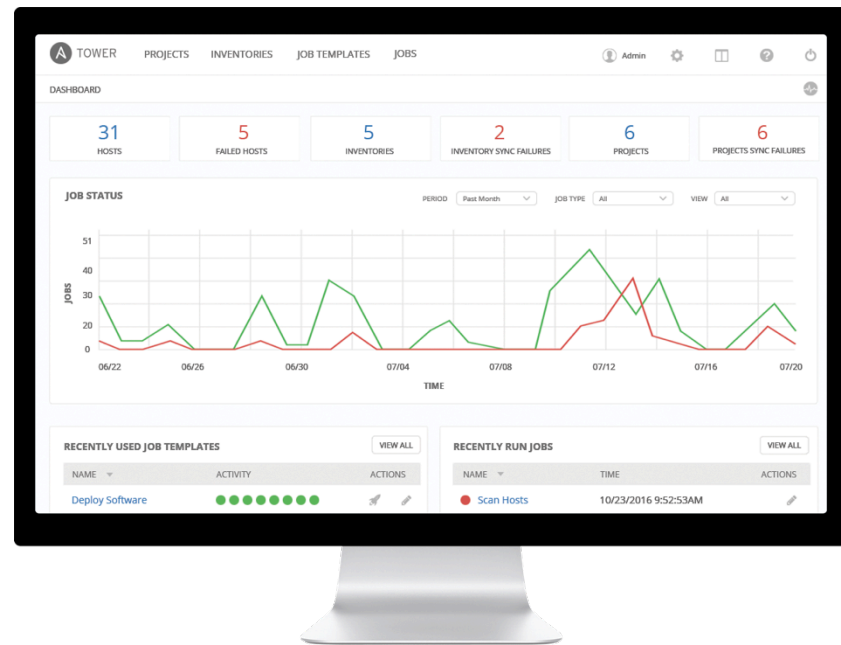 A TOWER PROJECTS INVENTORIES JOB TEMPLATES JOBS Admin ?
DASHBOARD
31 5 5 2 6 6
HOSTS FAILED HOSTS INVENTORIES INVENTORY SYNC FAILURES PROJECTS PROJECTS SYNC FAILURES
JOB STATUS PERIOD Past Month JOB TYPE All VIEW All
51
40
30
20
0
JOBS
06/22 06/26 06/30 07/04 07/08 07/12 07/16 07/20
TIME
RECENTLY USED JOB TEMPLATES VIEW ALL
NAME ACTIVITY ACTIONS
Deploy Software
RECENTLY RUN JOBS VIEW ALL
NAME TIME ACTIONS
Scan Hosts 10/23/2016 9:52:53AM